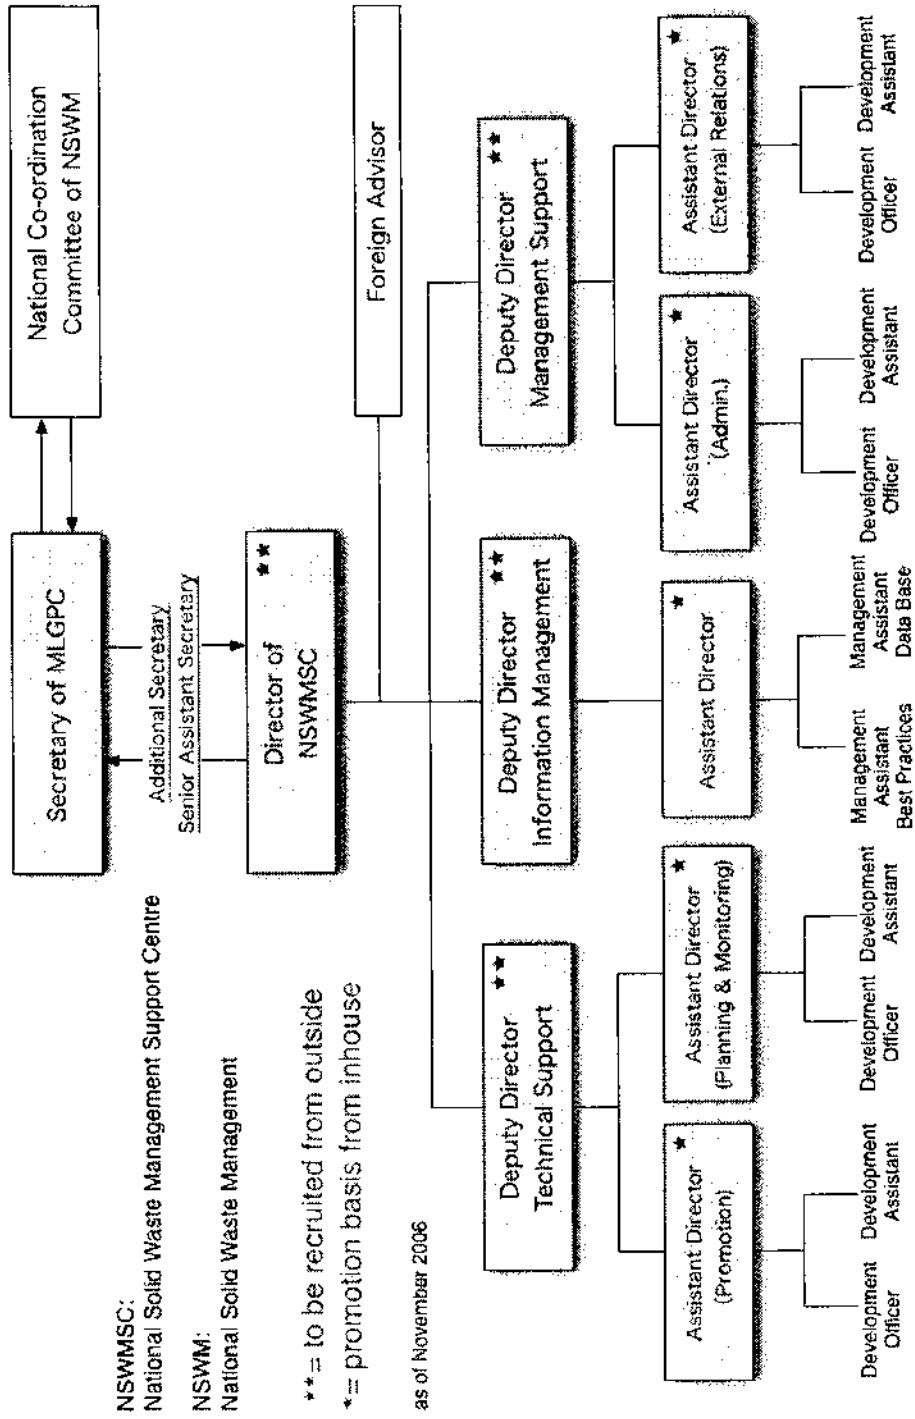 National Co-ordination
Committee of NSWM
Secretary of MLGPC
Additional Secretary
Senior Assistant Secretary
Director of
NSWMSC
**
Foreign Advisor
NSWMSC:
National Solid Waste Management Support Centre
NSWM:
National Solid Waste Management
**= to be recruited from outside
*= promotion basis from inhouse
as of November 2006
Deputy Director
Technical Support
**
Deputy Director
Information Management
**
Deputy Director
Management Support
**
Assistant Director
(Promotion)
*
Assistant Director
(Planning & Monitoring)
*
Assistant Director
*
Assistant Director
(Admin.)
*
Assistant Director
(External Relations)
*
Development
Officer
Development
Assistant
Development
Officer
Development
Assistant
Management
Assistant
Best Practices
Management
Assistant
Data Base
Development
Officer
Development
Assistant
Development
Officer
Development
Assistant